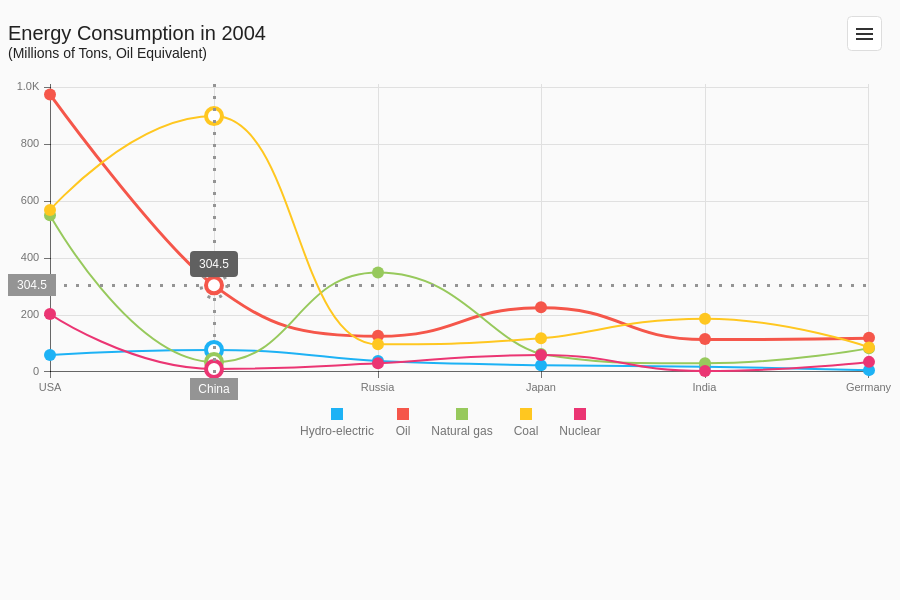 Energy Consumption in 2004
(Millions of Tons, Oil Equivalent)
1.0K
800
600
400
304.5
304.5
200
0
USA
China
Russia
Japan
India
Germany
Hydro-electric
Oil
Natural gas
Coal
Nuclear